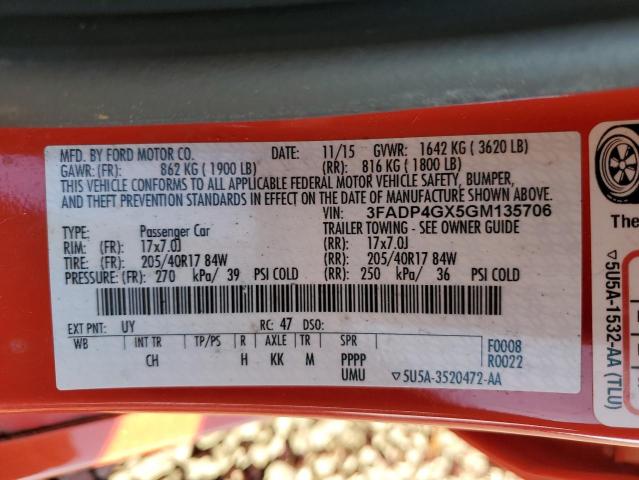 MFD. BY FORD MOTOR CO. DATE: 11/15 GVWR: 1642 KG ( 3620 LB)
GAWR: (FR): 862 KG ( 1900 LB) (RR): 816 KG ( 1800 LB)
THIS VEHICLE CONFORMS TO ALL APPLICABLE FEDERAL MOTOR VEHICLE SAFETY, BUMPER,
AND THEFT PREVENTION STANDARDS IN EFFECT ON THE DATE OF MANUFACTURE SHOWN ABOVE.
VIN: 3FADP4GX5GM135706
TYPE: Passenger Car TRAILER TOWING - SEE OWNER GUIDE
RIM: (FR): 17x7.0J (RR): 17x7.0J
TIRE: (FR): 205/40R17 84W (RR): 205/40R17 84W
PRESSURE: (FR): 270 kPa/ 39 PSI COLD (RR): 250 kPa/ 36 PSI COLD
EXT PNT: UY RC: 47 DSO:
WB INT TR TP/PS R AXLE TR SPR F0008
CH H KK M PPPP R0022
UMU ▽5U5A-3520472-AA
The
▽5U5A-1532-AA (TLU)